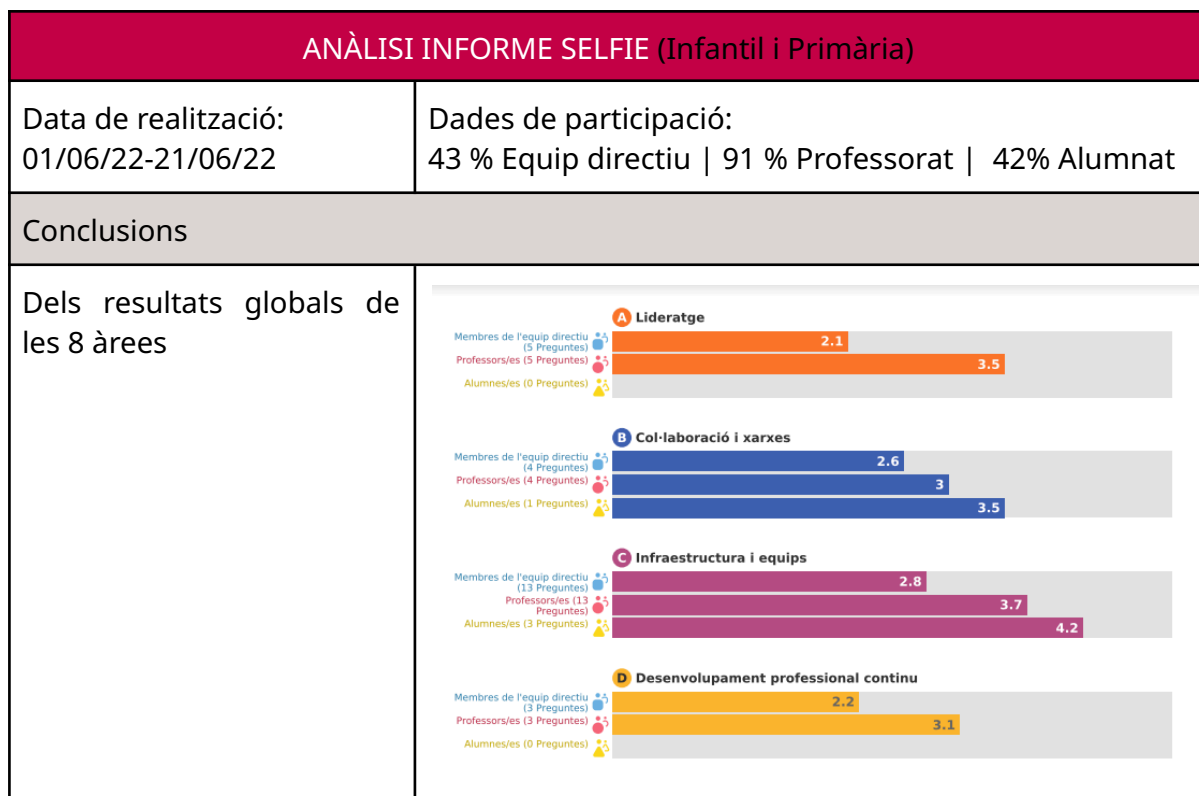 ANÀLISI INFORME SELFIE (Infantil i Primària)
Data de realització:
01/06/22-21/06/22
Dades de participació:
43 % Equip directiu | 91 % Professorat | 42% Alumnat
Conclusions
Dels resultats globals de
les 8 àrees
A Lideratge
Membres de l'equip directiu
(5 Preguntes)
2.1
Professors/es (5 Preguntes)
3.5
Alumnes/es (0 Preguntes)
B Col·laboració i xarxes
Membres de l'equip directiu
(4 Preguntes)
2.6
Professors/es (4 Preguntes)
3
Alumnes/es (1 Preguntes)
3.5
C Infraestructura i equips
Membres de l'equip directiu
(13 Preguntes)
2.8
Professors/es (13
Preguntes)
3.7
Alumnes/es (3 Preguntes)
4.2
D Desenvolupament professional continu
Membres de l'equip directiu
(3 Preguntes)
2.2
Professors/es (3 Preguntes)
3.1
Alumnes/es (0 Preguntes)